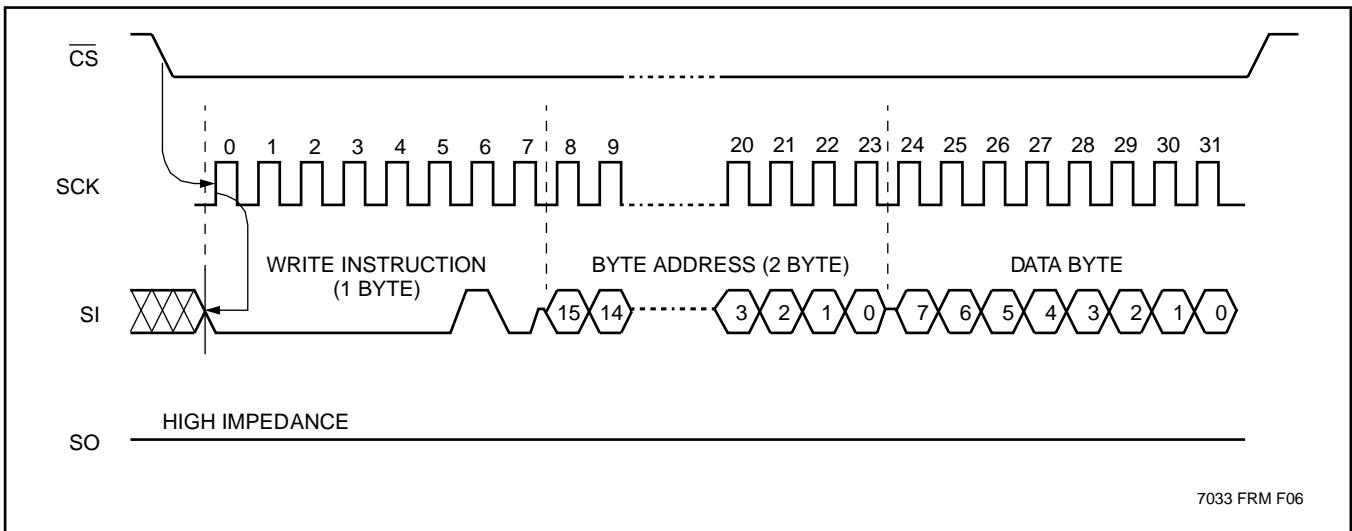 CS
0 1 2 3 4 5 6 7 8 9 20 21 22 23 24 25 26 27 28 29 30 31
SCK
WRITE INSTRUCTION (1 BYTE)
BYTE ADDRESS (2 BYTE)
DATA BYTE
SI
15 14 3 2 1 0 7 6 5 4 3 2 1 0
HIGH IMPEDANCE
SO
7033 FRM F06